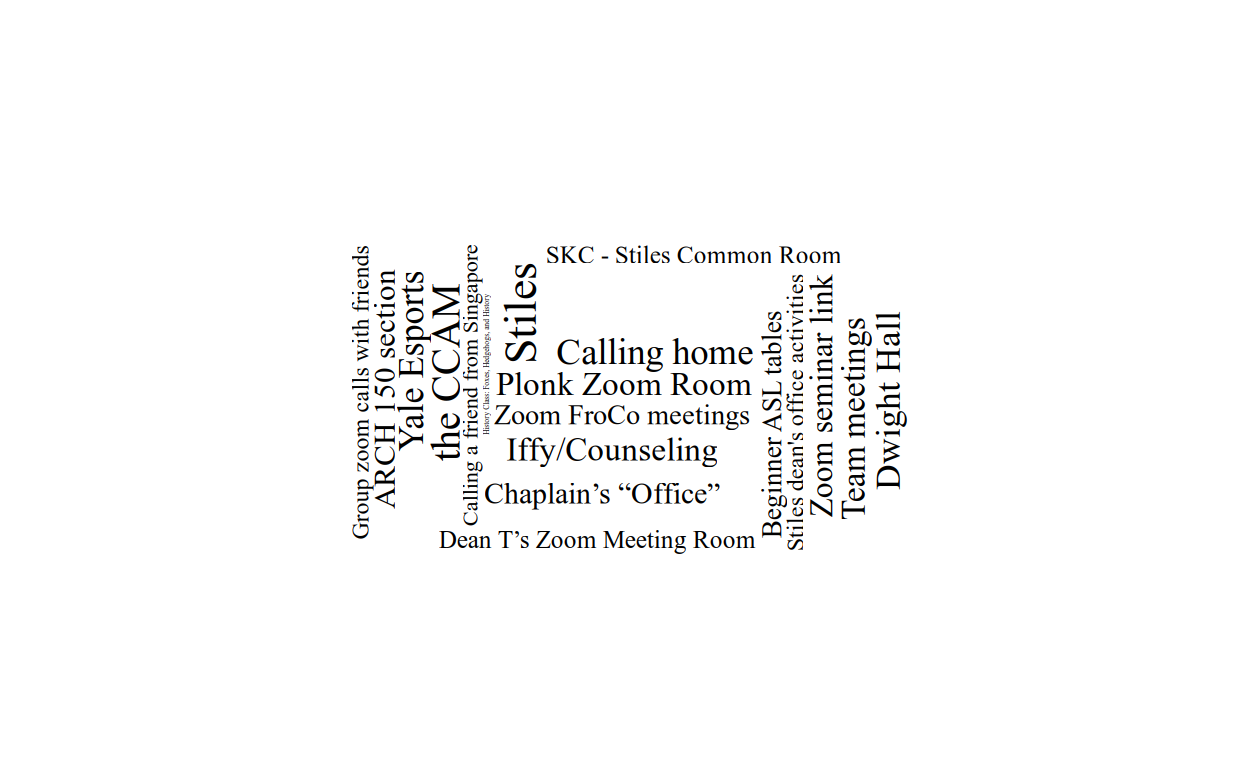 Group zoom calls with friends
ARCH 150 section
Yale Esports
the CCAM
Calling a friend from Singapore
History Class: Foxes, Hedgehogs, and History
Stiles
SKC - Stiles Common Room
Calling home
Plonk Zoom Room
Zoom FroCo meetings
Iffy/Counseling
Chaplain’s “Office”
Dean T’s Zoom Meeting Room
Beginner ASL tables
Stiles dean's office activities
Zoom seminar link
Team meetings
Dwight Hall